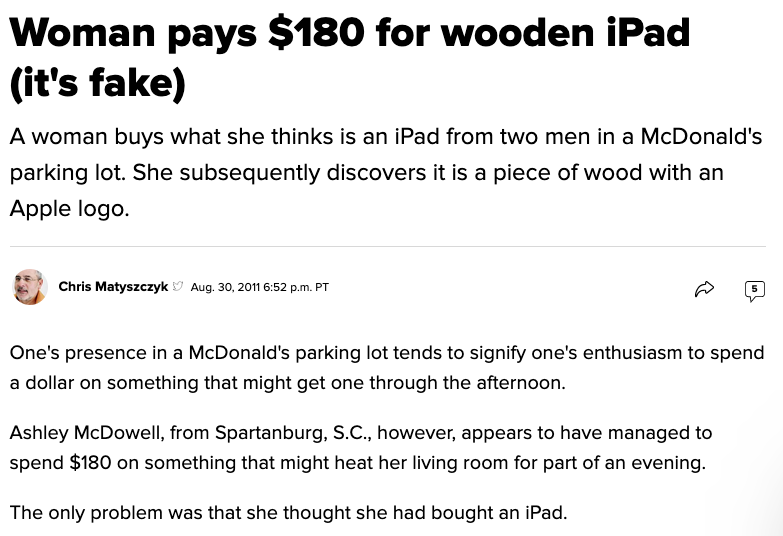 Woman pays $180 for wooden iPad
(it's fake)
A woman buys what she thinks is an iPad from two men in a McDonald's
parking lot. She subsequently discovers it is a piece of wood with an
Apple logo.
Chris Matyszczyk Aug. 30, 2011 6:52 p.m. PT
5
One's presence in a McDonald's parking lot tends to signify one's enthusiasm to spend
a dollar on something that might get one through the afternoon.
Ashley McDowell, from Spartanburg, S.C., however, appears to have managed to
spend $180 on something that might heat her living room for part of an evening.
The only problem was that she thought she had bought an iPad.